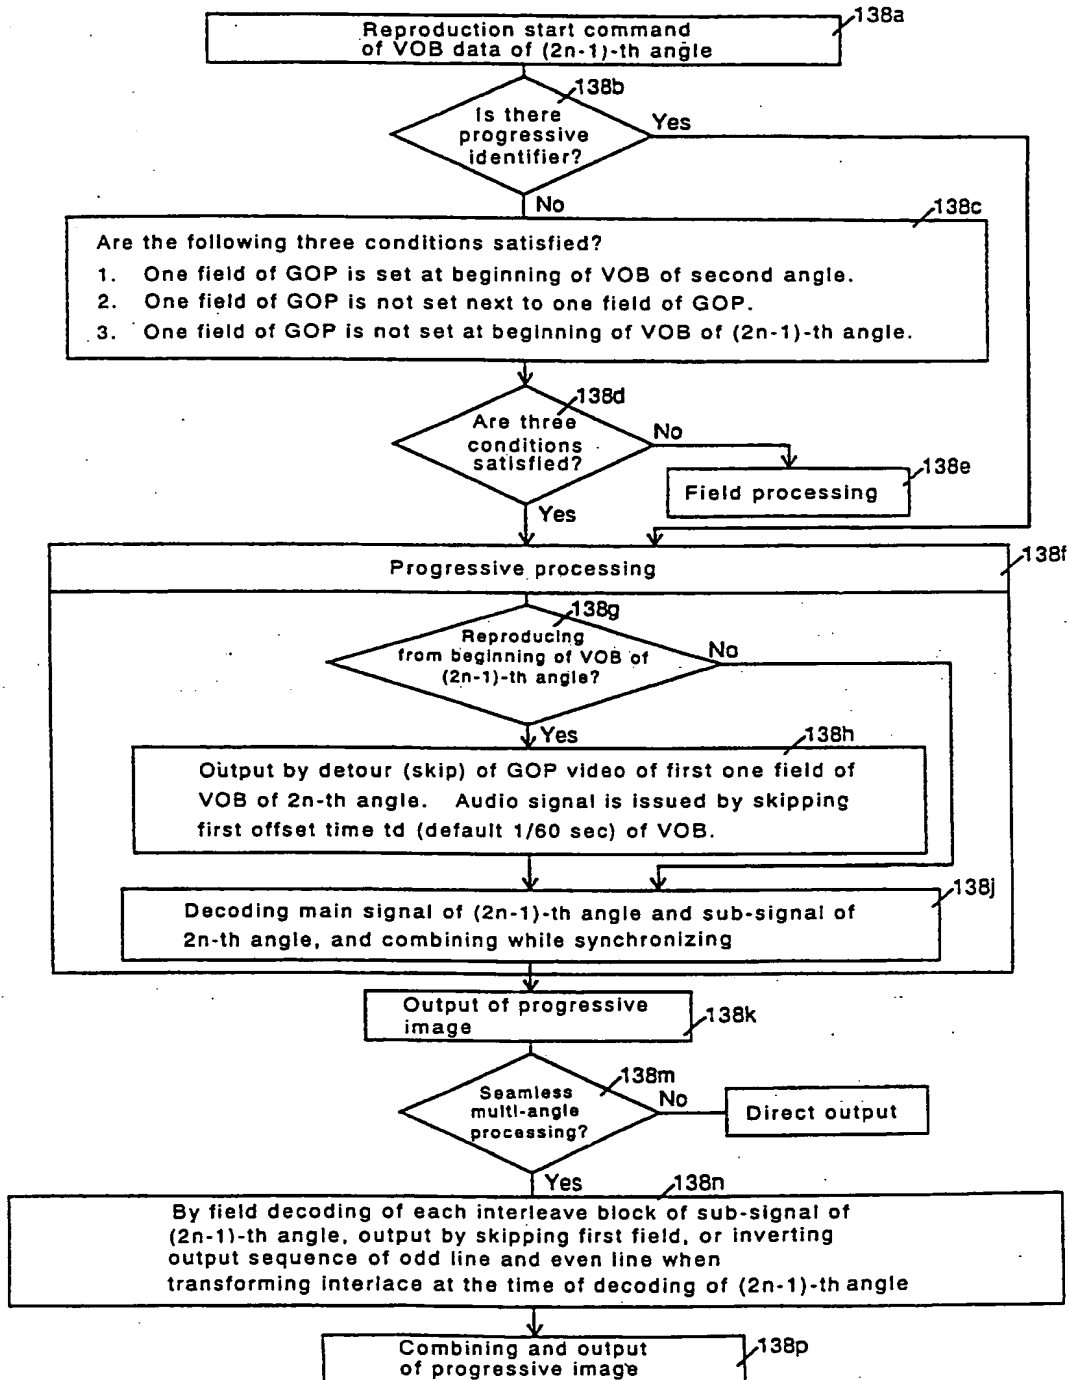 138a
Reproduction start command
of VOB data of (2n-1)-th angle
138b
Is there
progressive
identifier?
Yes
No
138c
Are the following three conditions satisfied?
1. One field of GOP is set at beginning of VOB of second angle.
2. One field of GOP is not set next to one field of GOP.
3. One field of GOP is not set at beginning of VOB of (2n-1)-th angle.
138d
Are three
conditions
satisfied?
No
138e
Field processing
Yes
138f
Progressive processing
138g
Reproducing
from beginning of VOB of
(2n-1)-th angle?
No
Yes
138h
Output by detour (skip) of GOP video of first one field of
VOB of 2n-th angle. Audio signal is issued by skipping
first offset time td (default 1/60 sec) of VOB.
138j
Decoding main signal of (2n-1)-th angle and sub-signal of
2n-th angle, and combining while synchronizing
Output of progressive
image
138k
138m
Seamless
multi-angle
processing?
No
Direct output
Yes
138n
By field decoding of each interleave block of sub-signal of
(2n-1)-th angle, output by skipping first field, or inverting
output sequence of odd line and even line when
transforming interlace at the time of decoding of (2n-1)-th angle
138p
Combining and output
of progressive image